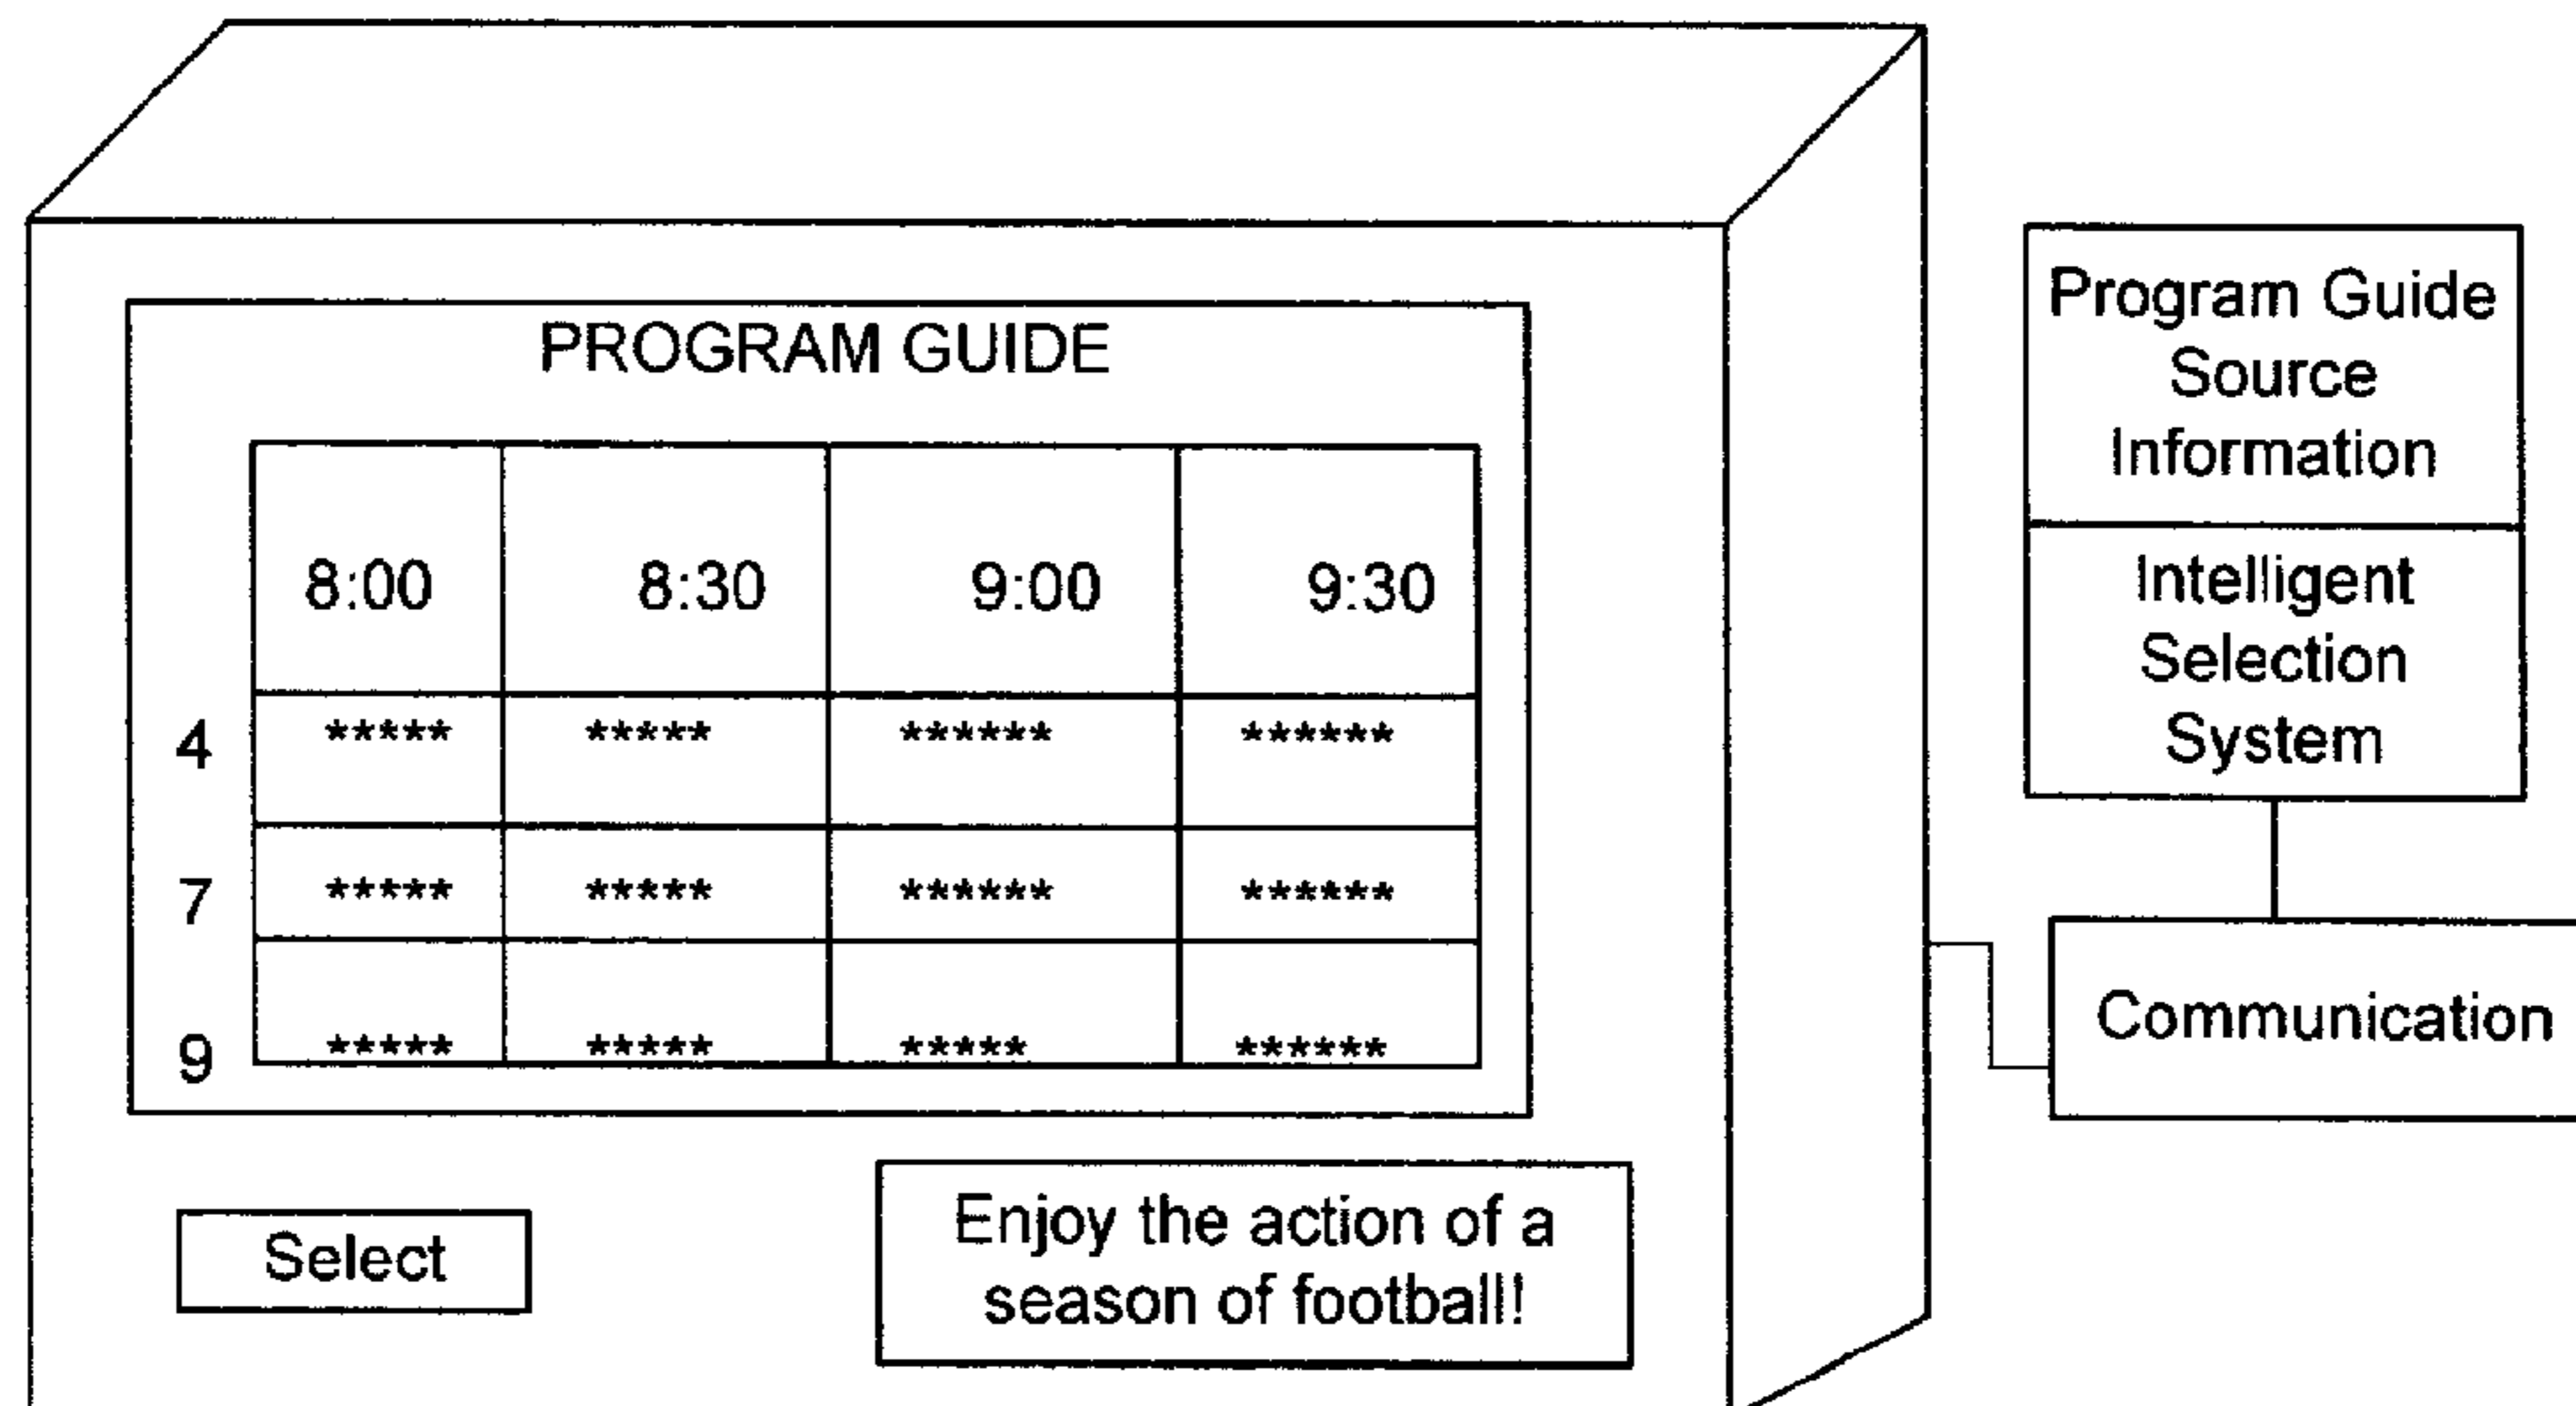 PROGRAM GUIDE
8:00 8:30 9:00 9:30
4 ***** ***** ****** ******
7 ***** ***** ****** ******
9 ***** ***** ***** ******
Select
Enjoy the action of a
season of football!
Program Guide
Source
Information
Intelligent
Selection
System
Communication